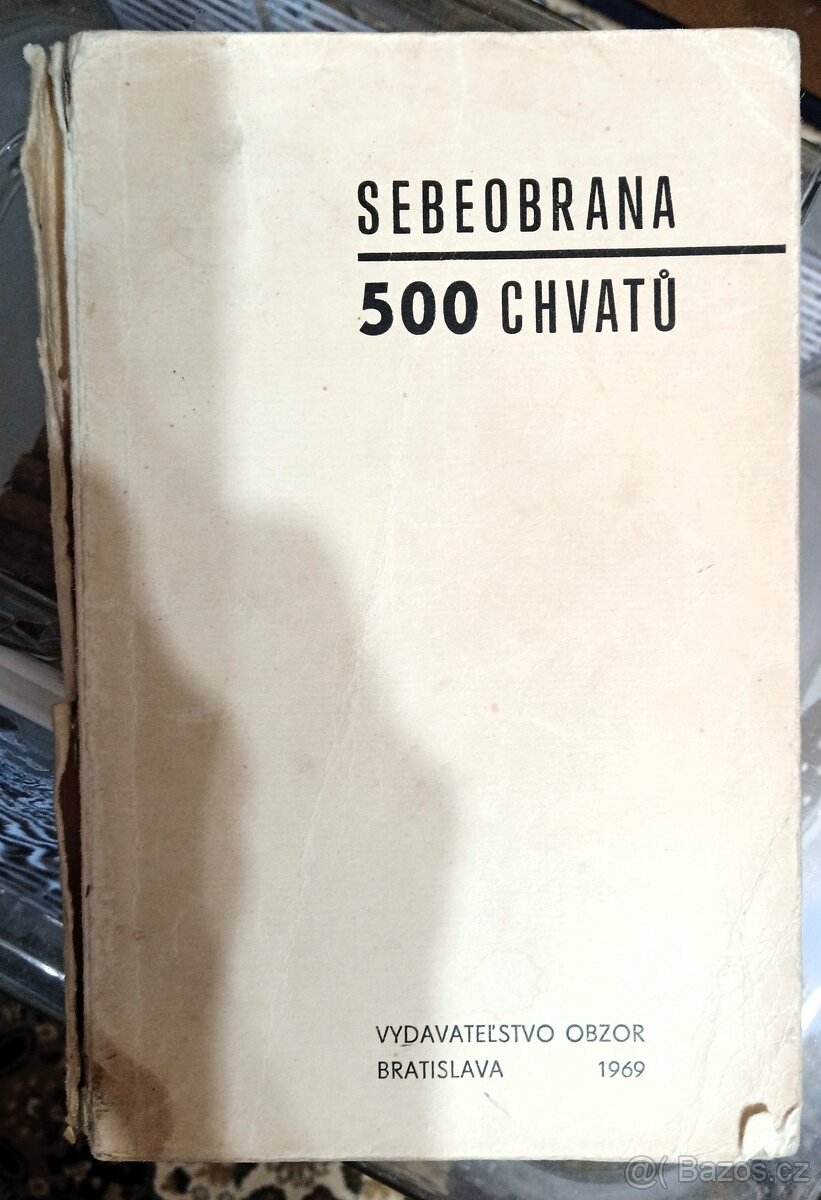 SEBEOBRANA
500 CHVATŮ
VYDAVATEĽSTVO OBZOR
BRATISLAVA 1969
@( Bazos.cz